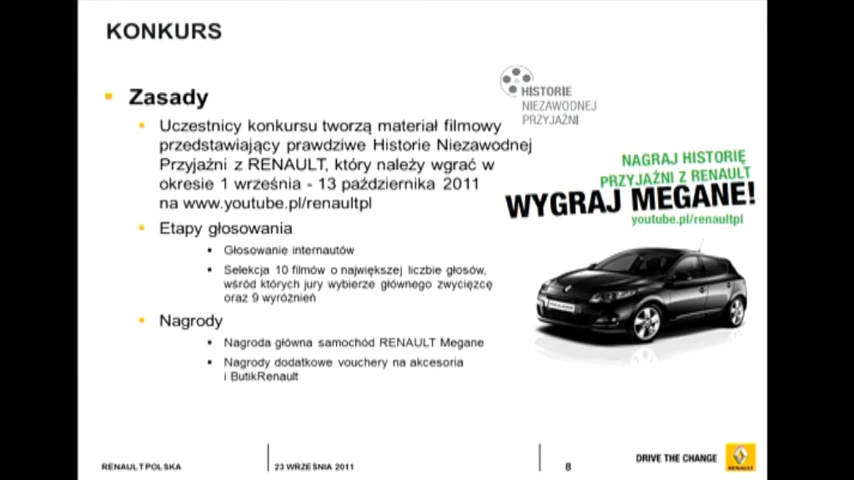 KONKURS
Zasady
Uczestnicy konkursu tworzą materiał filmowy
przedstawiający prawdziwe Historie Niezawodnej
Przyjaźni z RENAULT, który należy wgrać w
okresie 1 września - 13 października 2011
na www.youtube.pl/renaultpl
Etapy głosowania
Głosowanie internautów
Selekcja 10 filmów o największej liczbie głosów,
wśród których jury wybierze głównego zwycięzcę
oraz 9 wyróżnień
Nagrody
Nagroda główna samochód RENAULT Megane
Nagrody dodatkowe vouchery na akcesoria
i ButikRenault
HISTORIE
NIEZAWODNEJ
PRZYJAŹNI
NAGRAJ HISTORIĘ
PRZYJAŹNI Z RENAULT
WYGRAJ MEGANE!
youtube.pl/renaultpl
RENAULT POLSKA
23 WRZEŚNIA 2011
8
DRIVE THE CHANGE
RENAULT